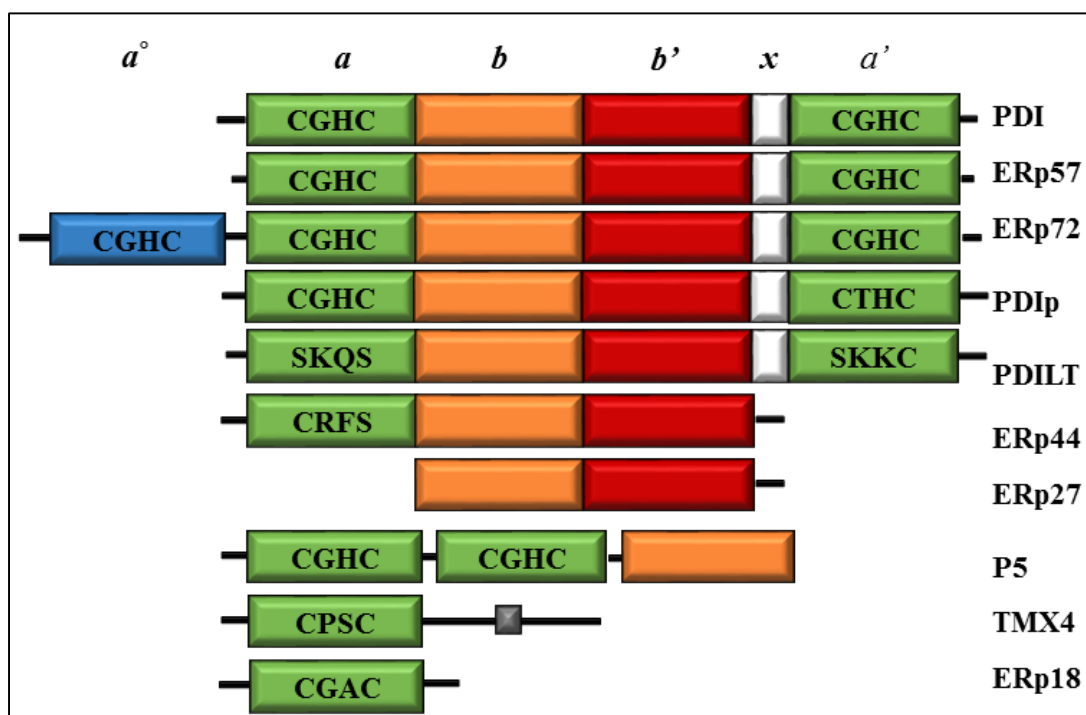 a° a b b’ x a’
CGHC CGHC PDI
CGHC CGHC ERp57
CGHC CGHC CGHC ERp72
CGHC CTHC PDIp
SKQS SKKC PDILT
CRFS ERp44
ERp27
CGHC CGHC P5
CPSC TMX4
CGAC ERp18